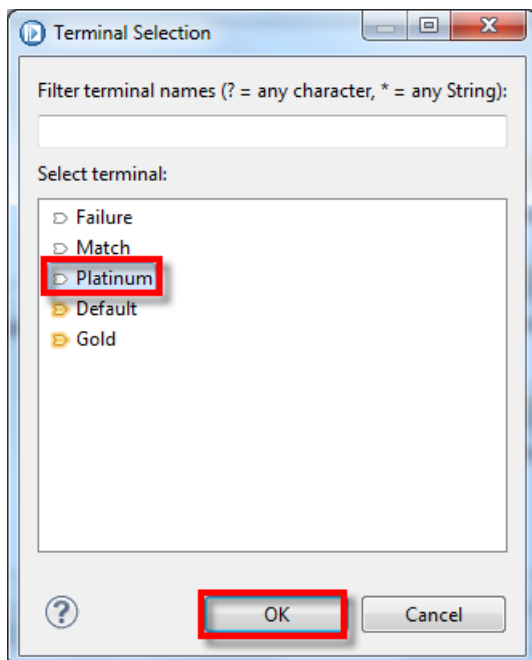 Terminal Selection
Filter terminal names (? = any character, * = any String):
Select terminal:
Failure
Match
Platinum
Default
Gold
? OK Cancel